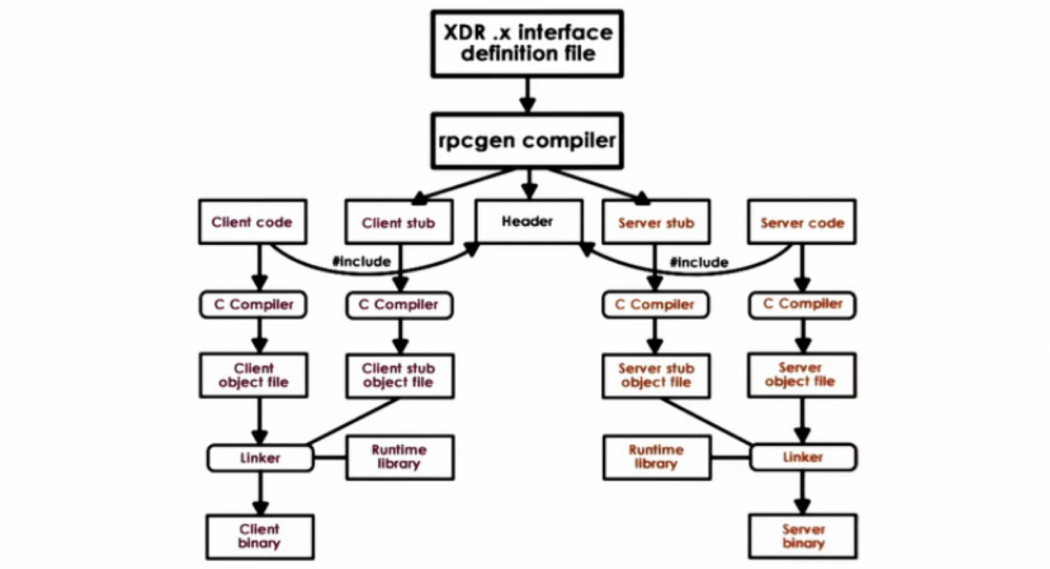 XDR .x interface
definition file
rpcgen compiler
Client code
Client stub
Header
Server stub
Server code
#include
#include
C Compiler
C Compiler
C Compiler
C Compiler
Client
object file
Client stub
object file
Server stub
object file
Server
object file
Linker
Runtime
library
Runtime
library
Linker
Client
binary
Server
binary